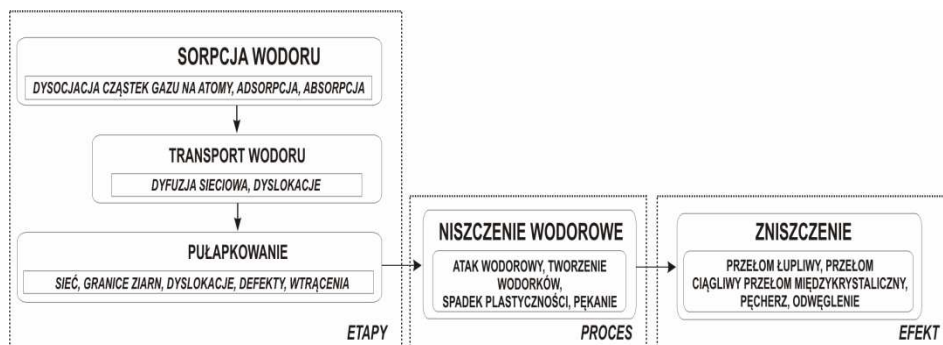 SORPCJA WODORU
DYSOCJACJA CZĄSTEK GAZU NA ATOMY, ADSORPCJA, ABSORPCJA
TRANSPORT WODORU
DYFUZJA SIECIOWA, DYSLOKACJE
PUŁAPKOWANIE
SIEĆ, GRANICE ZIARN, DYSLOKACJE, DEFEKTY, WTRĄCENIA
ETAPY
NISZCZENIE WODOROWE
ATAK WODOROWY, TWORZENIE
WODORKÓW,
SPADEK PLASTYCZNOŚCI, PĘKANIE
PROCES
ZNISZCZENIE
PRZEŁOM ŁUPLIWY, PRZEŁOM
CIĄGLIWY PRZEŁOM MIĘDZYKRYSTALICZNY,
PĘCHERZ, ODWĘGLENIE
EFEKT